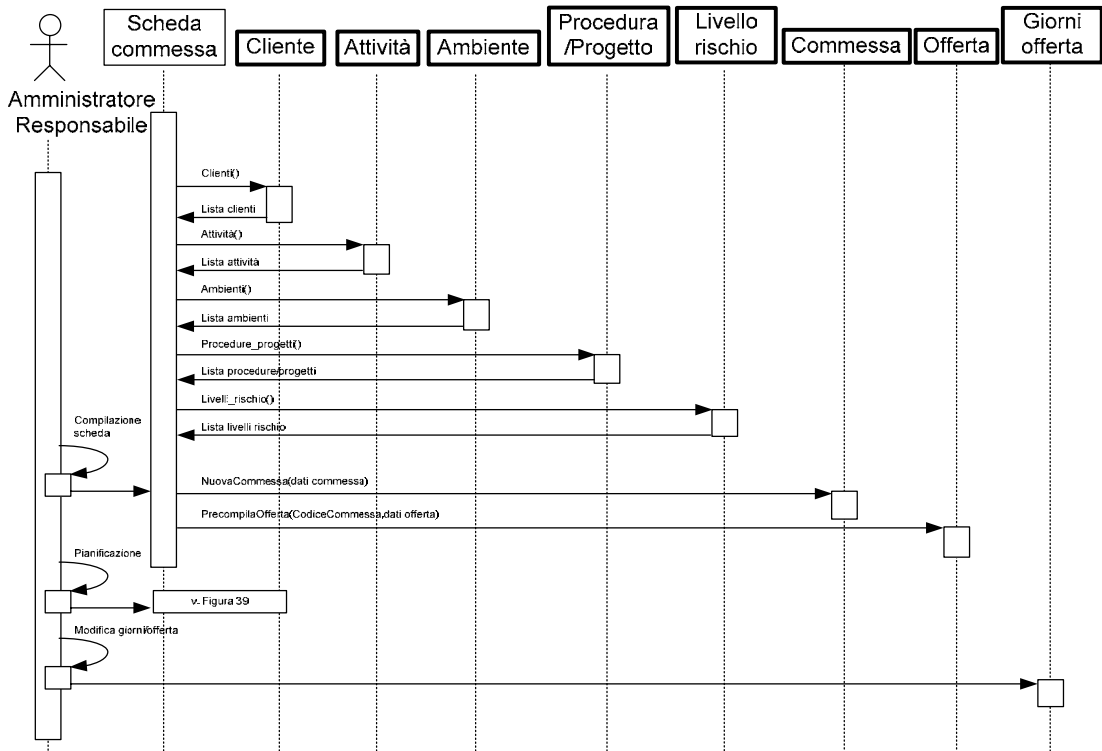 Scheda
commessa
Cliente
Attività
Ambiente
Procedura
/Progetto
Livello
rischio
Commessa
Offerta
Giorni
offerta
Amministratore
Responsabile
Clienti()
Lista clienti
Attività()
Lista attività
Ambienti()
Lista ambienti
Procedure_progetti()
Lista procedure/progetti
Livelli_rischio()
Lista livelli rischio
Compilazione
scheda
NuovaCommessa(dati commessa)
PrecompilaOfferta(CodiceCommessa,dati offerta)
Pianificazione
v. Figura 39
Modifica giorni/offerta